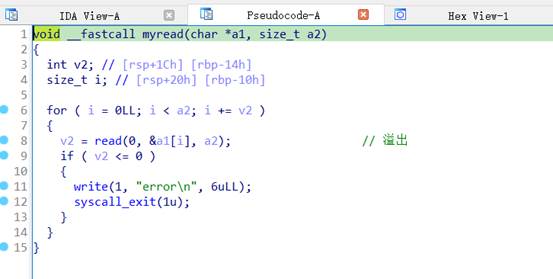 IDA View-A Pseudocode-A Hex View-1
1 void __fastcall myread(char *a1, size_t a2)
2 {
3 int v2; // [rsp+1Ch] [rbp-14h]
4 size_t i; // [rsp+20h] [rbp-10h]
5
6 for ( i = 0LL; i < a2; i += v2 )
7 {
8 v2 = read(0, &a1[i], a2); // 溢出
9 if ( v2 <= 0 )
10 {
11 write(1, "error\n", 6uLL);
12 syscall_exit(1u);
13 }
14 }
15 }